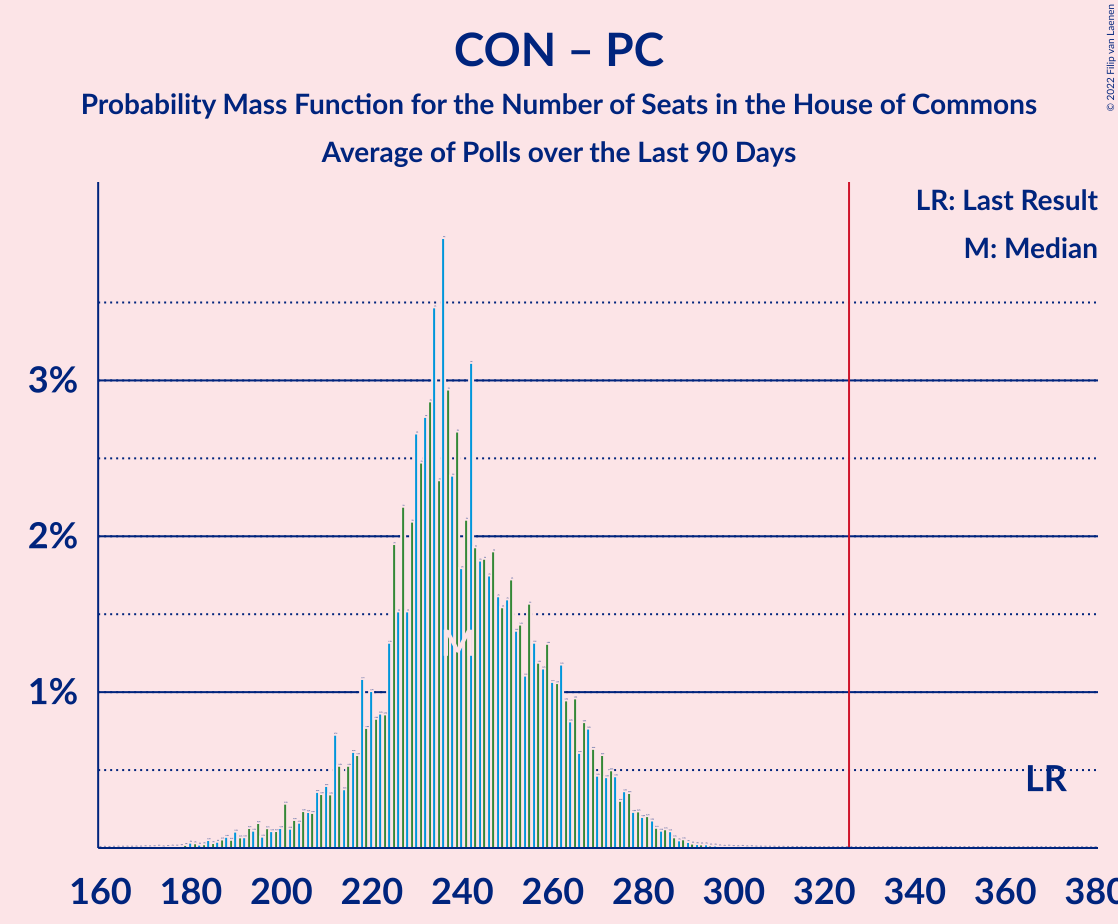 CON – PC
Probability Mass Function for the Number of Seats in the House of Commons
Average of Polls over the Last 90 Days
© 2022 Filip van Laenen
LR: Last Result
M: Median
3%
2%
1%
M
LR
160 180 200 220 240 260 280 300 320 340 360 380